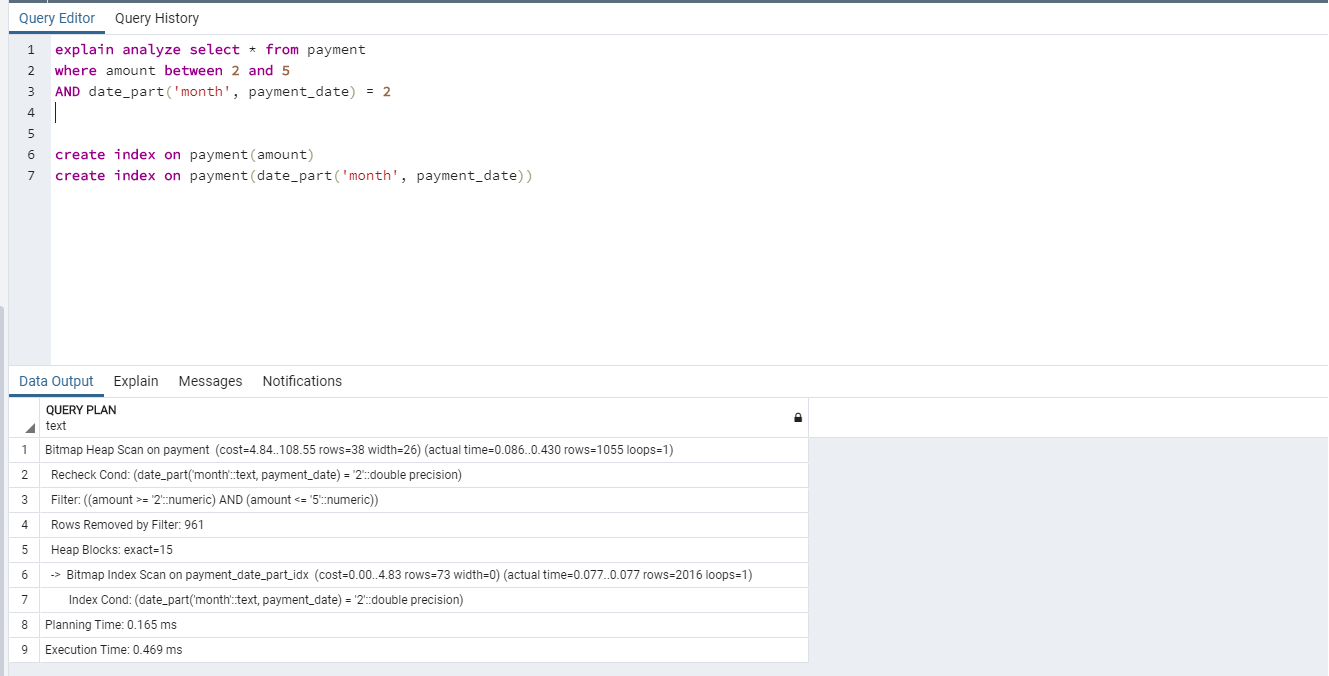 Query Editor Query History
1 explain analyze select * from payment
2 where amount between 2 and 5
3 AND date_part('month', payment_date) = 2
4
5
6 create index on payment(amount)
7 create index on payment(date_part('month', payment_date))
Data Output Explain Messages Notifications
QUERY PLAN
text
1 Bitmap Heap Scan on payment (cost=4.84..108.55 rows=38 width=26) (actual time=0.086..0.430 rows=1055 loops=1)
2 Recheck Cond: (date_part('month'::text, payment_date) = '2'::double precision)
3 Filter: ((amount >= '2'::numeric) AND (amount <= '5'::numeric))
4 Rows Removed by Filter: 961
5 Heap Blocks: exact=15
6 -> Bitmap Index Scan on payment_date_part_idx (cost=0.00..4.83 rows=73 width=0) (actual time=0.077..0.077 rows=2016 loops=1)
7 Index Cond: (date_part('month'::text, payment_date) = '2'::double precision)
8 Planning Time: 0.165 ms
9 Execution Time: 0.469 ms